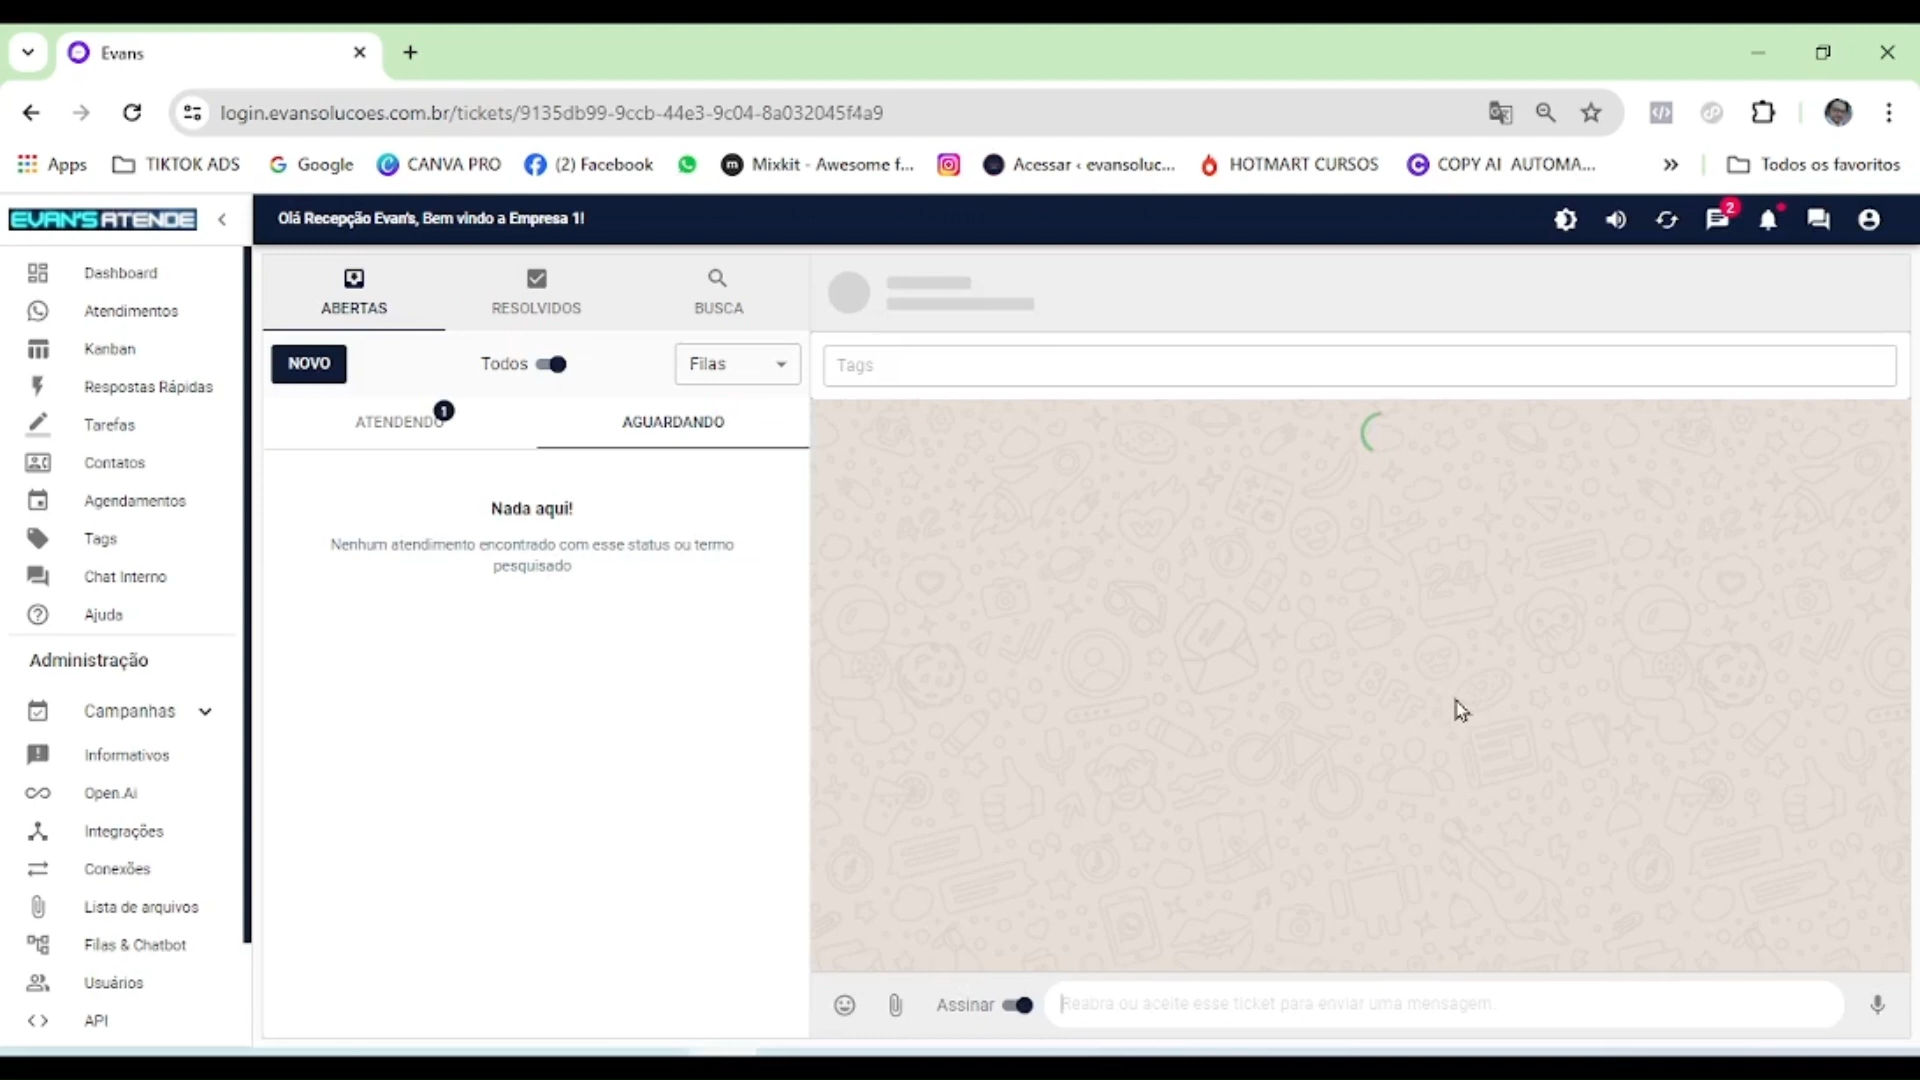 Evans
login.evansolucoes.com.br/tickets/9135db99-9ccb-44e3-9c04-8a032045f4a9
Apps
TIKTOK ADS
Google
CANVA PRO
(2) Facebook
Mixkit - Awesome f...
Acessar ‹ evansoluc...
HOTMART CURSOS
COPY AI AUTOMA...
Todos os favoritos
EVAN'S ATENDE
Olá Recepção Evan's, Bem vindo a Empresa 1!
2
Dashboard
Atendimentos
Kanban
Respostas Rápidas
Tarefas
Contatos
Agendamentos
Tags
Chat Interno
Ajuda
Administração
Campanhas
Informativos
Open.Ai
Integrações
Conexões
Lista de arquivos
Filas & Chatbot
Usuários
API
ABERTAS
RESOLVIDOS
BUSCA
NOVO
Todos
Filas
ATENDENDO
1
AGUARDANDO
Nada aqui!
Nenhum atendimento encontrado com esse status ou termo
pesquisado
Tags
Assinar
Reabra ou aceite esse ticket para enviar uma mensagem.